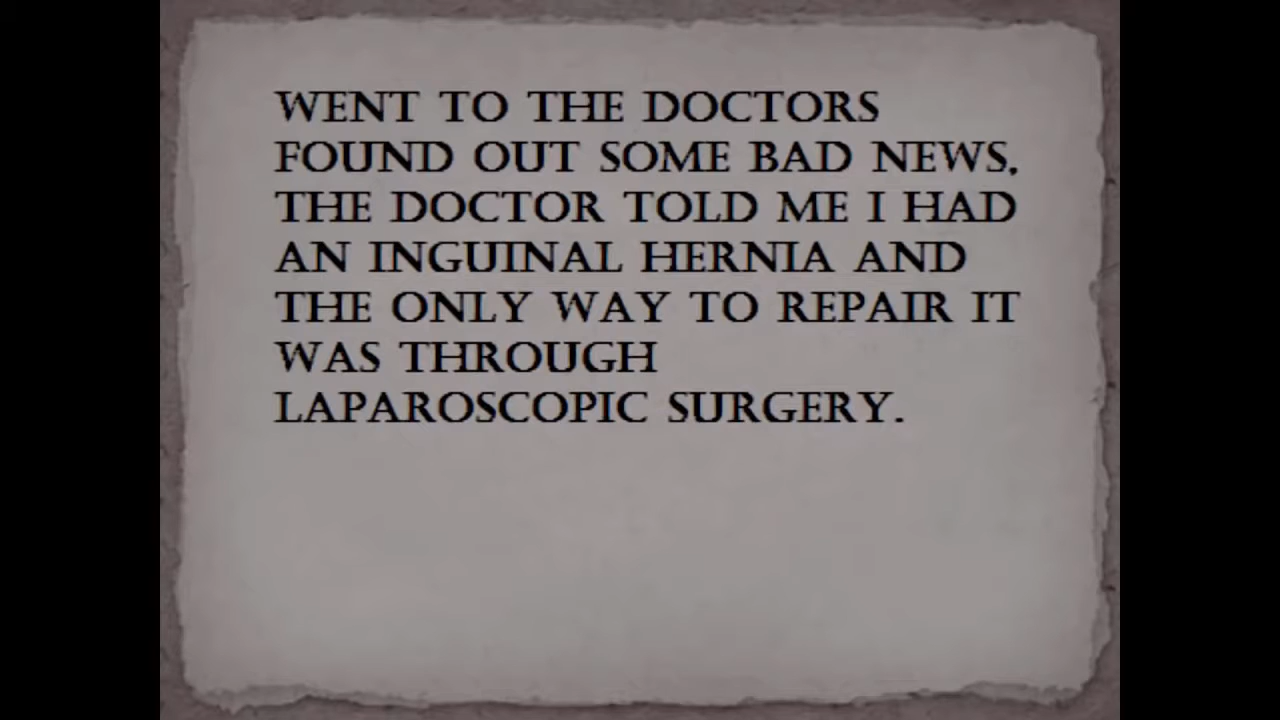 WENT TO THE DOCTORS
FOUND OUT SOME BAD NEWS.
THE DOCTOR TOLD ME I HAD
AN INGUINAL HERNIA AND
THE ONLY WAY TO REPAIR IT
WAS THROUGH
LAPAROSCOPIC SURGERY.